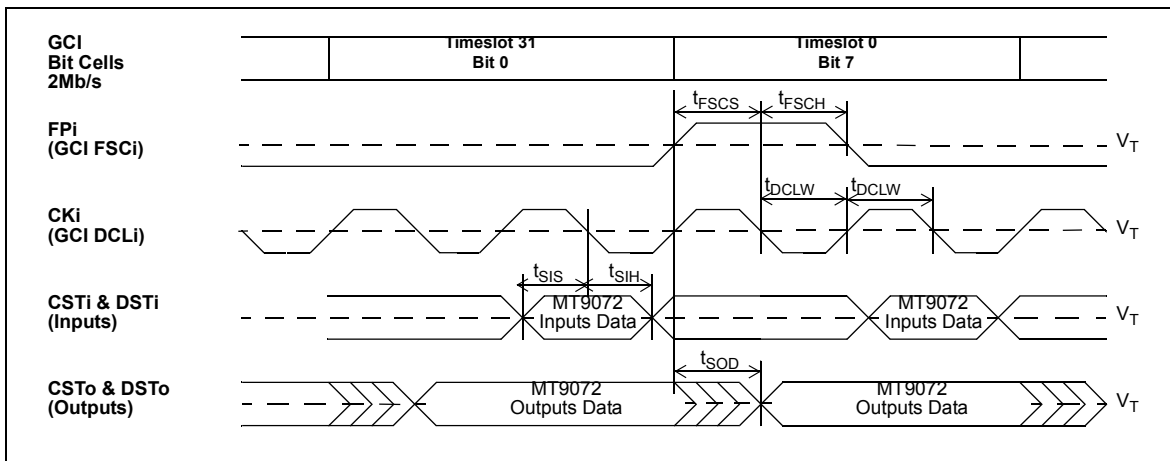 GCI
Bit Cells
2Mb/s
Timeslot 31
Bit 0
Timeslot 0
Bit 7
tFSCS
tFSCH
FPi
(GCI FSCi)
VT
tDCLW
tDCLW
CKi
(GCI DCLi)
VT
tSIS
tSIH
CSTi & DSTi
(Inputs)
MT9072
Inputs Data
MT9072
Inputs Data
VT
tSOD
CSTo & DSTo
(Outputs)
MT9072
Outputs Data
MT9072
Outputs Data
VT